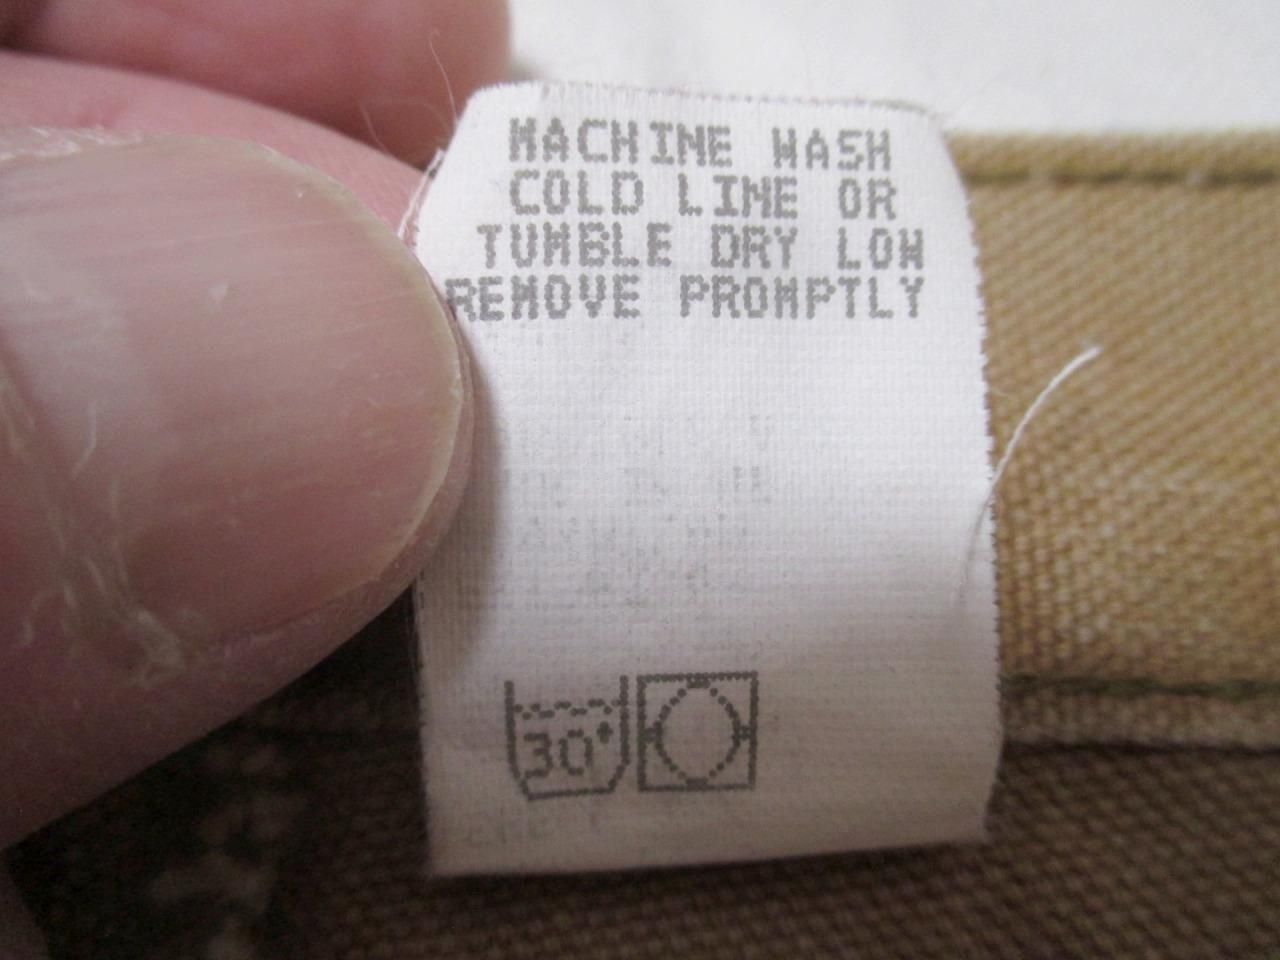 MACHINE WASH
COLD LINE OR
TUMBLE DRY LOW
REMOVE PROMPTLY
30°